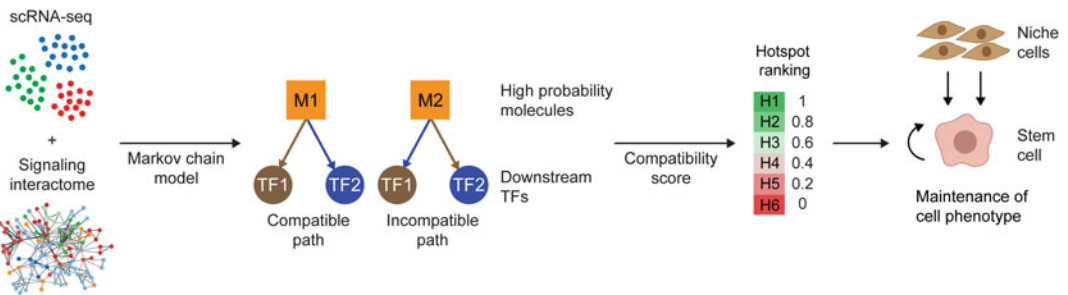 scRNA-seq
+
Signaling
interactome
Markov chain
model
M1
M2
High probability
molecules
TF1
TF2
TF1
TF2
Downstream
TFs
Compatible
path
Incompatible
path
Compatibility
score
Hotspot
ranking
H1 1
H2 0.8
H3 0.6
H4 0.4
H5 0.2
H6 0
Niche
cells
Stem
cell
Maintenance of
cell phenotype